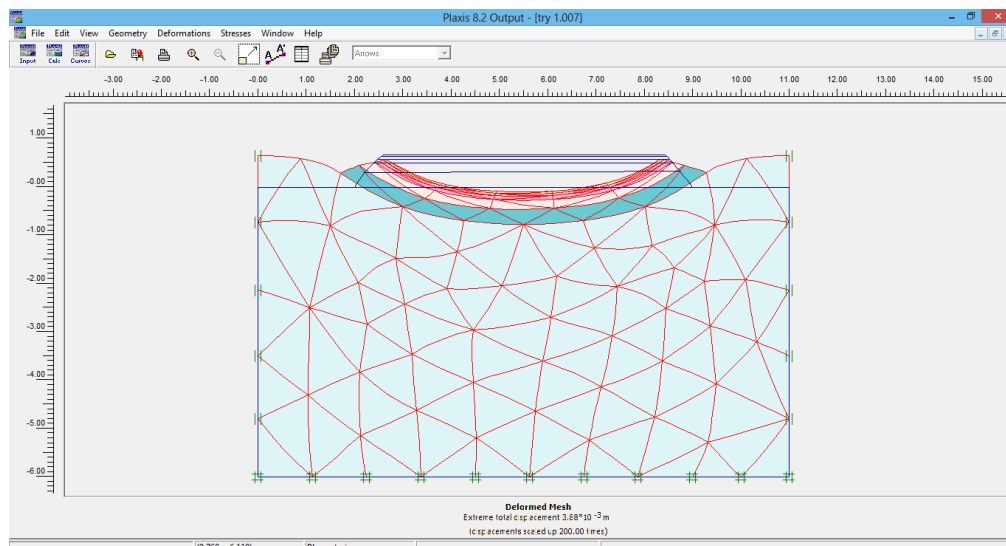 Plaxis 8.2 Output - [try 1.007]
File Edit View Geometry Deformations Stresses Window Help
Input Calc Curves Arrows
-3.00 -2.00 -1.00 -0.00 1.00 2.00 3.00 4.00 5.00 6.00 7.00 8.00 9.00 10.00 11.00 12.00 13.00 14.00 15.00
1.00
-0.00
-1.00
-2.00
-3.00
-4.00
-5.00
-6.00
Deformed Mesh
Extreme total displacement 3.88*10 -3 m
(displacements scaled up 200.00 times)